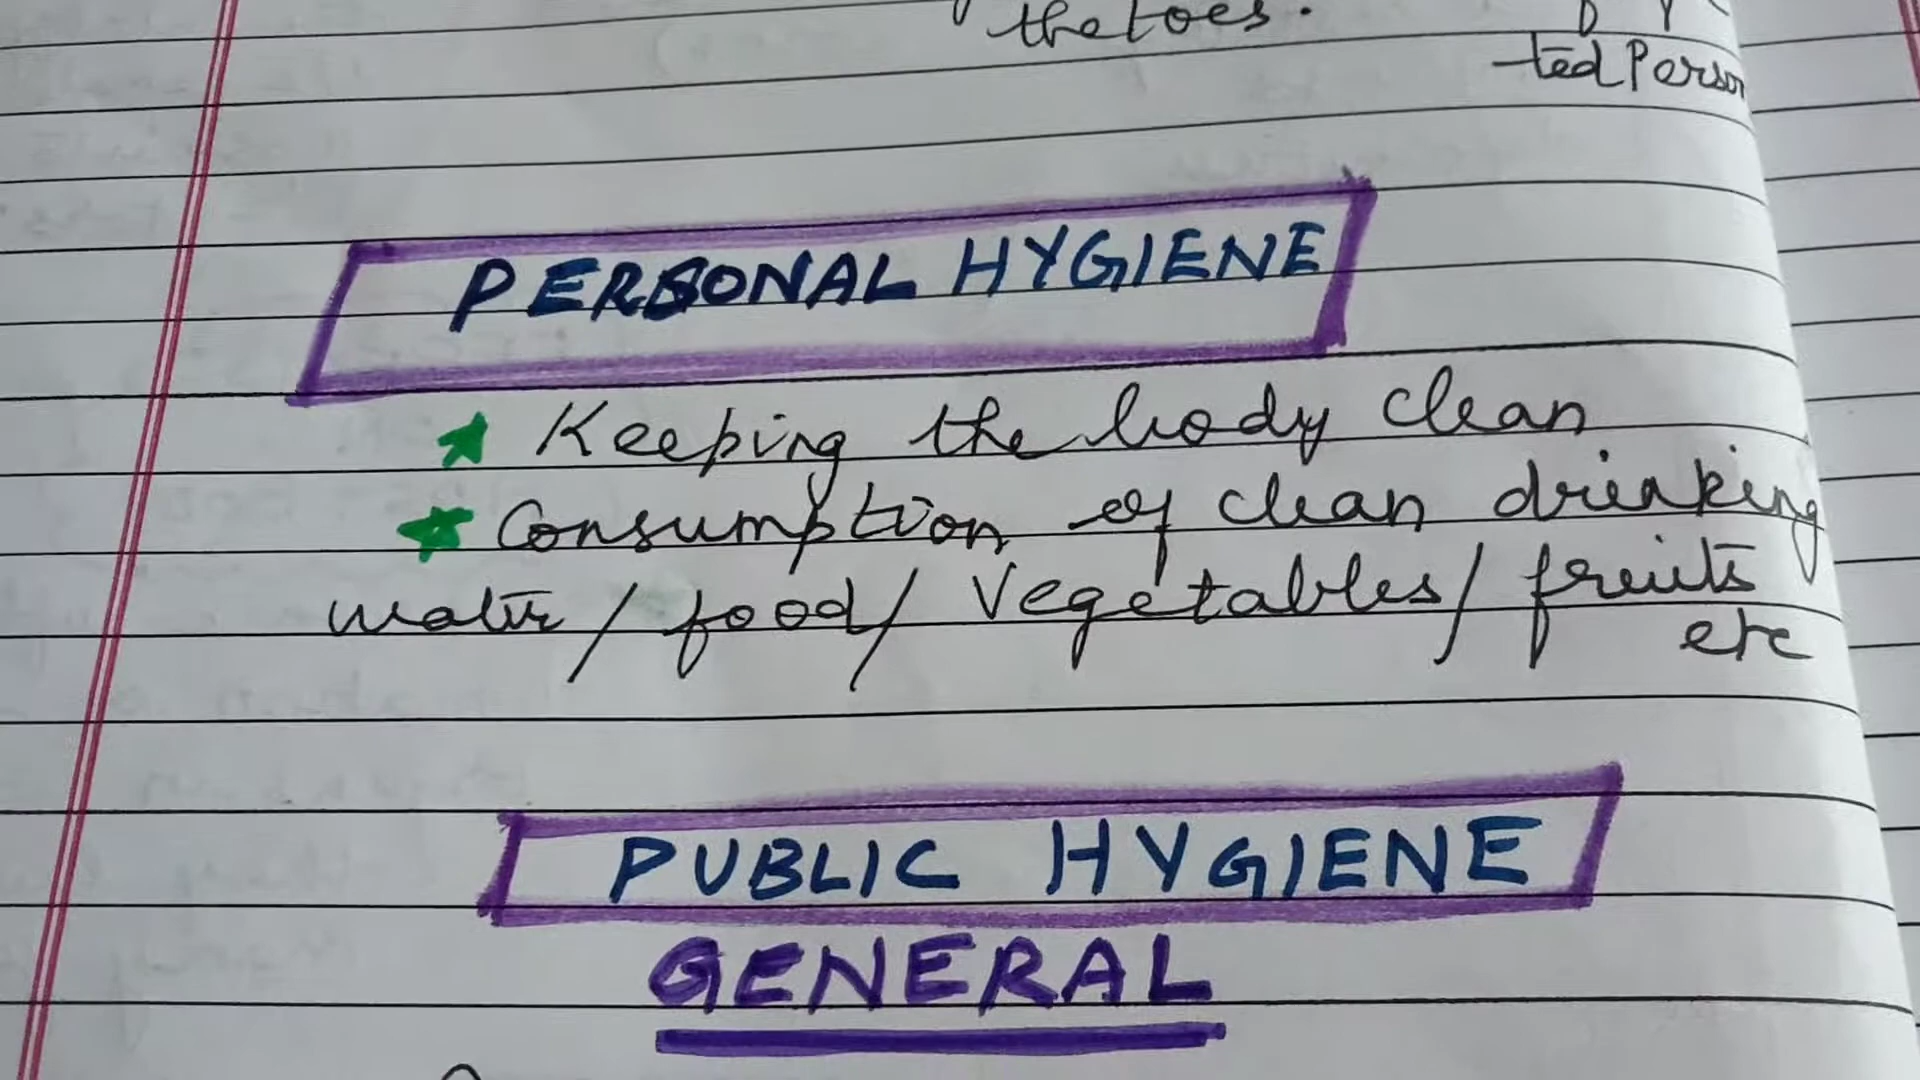 the toes.
ted Person
PERSONAL HYGIENE
Keeping the body clean
Consumption of clean drinking
water / food / Vegetables / fruits
etc
PUBLIC HYGIENE
GENERAL